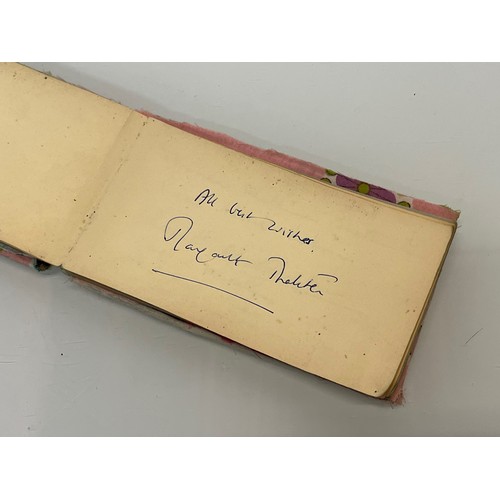 All best wishes.
Margaret Thatcher